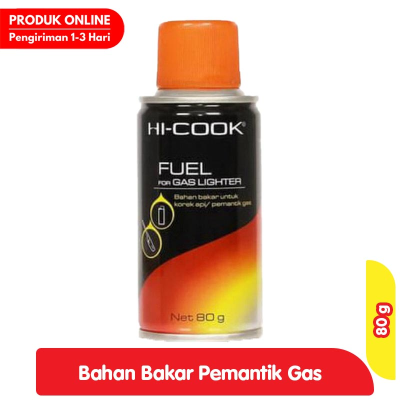 PRODUK ONLINE
Pengiriman 1-3 Hari
HI-COOK®
FUEL
FOR GAS LIGHTER
Bahan bakar untuk
korek api/ pemantik gas
Net 80 g
80g
Bahan Bakar Pemantik Gas